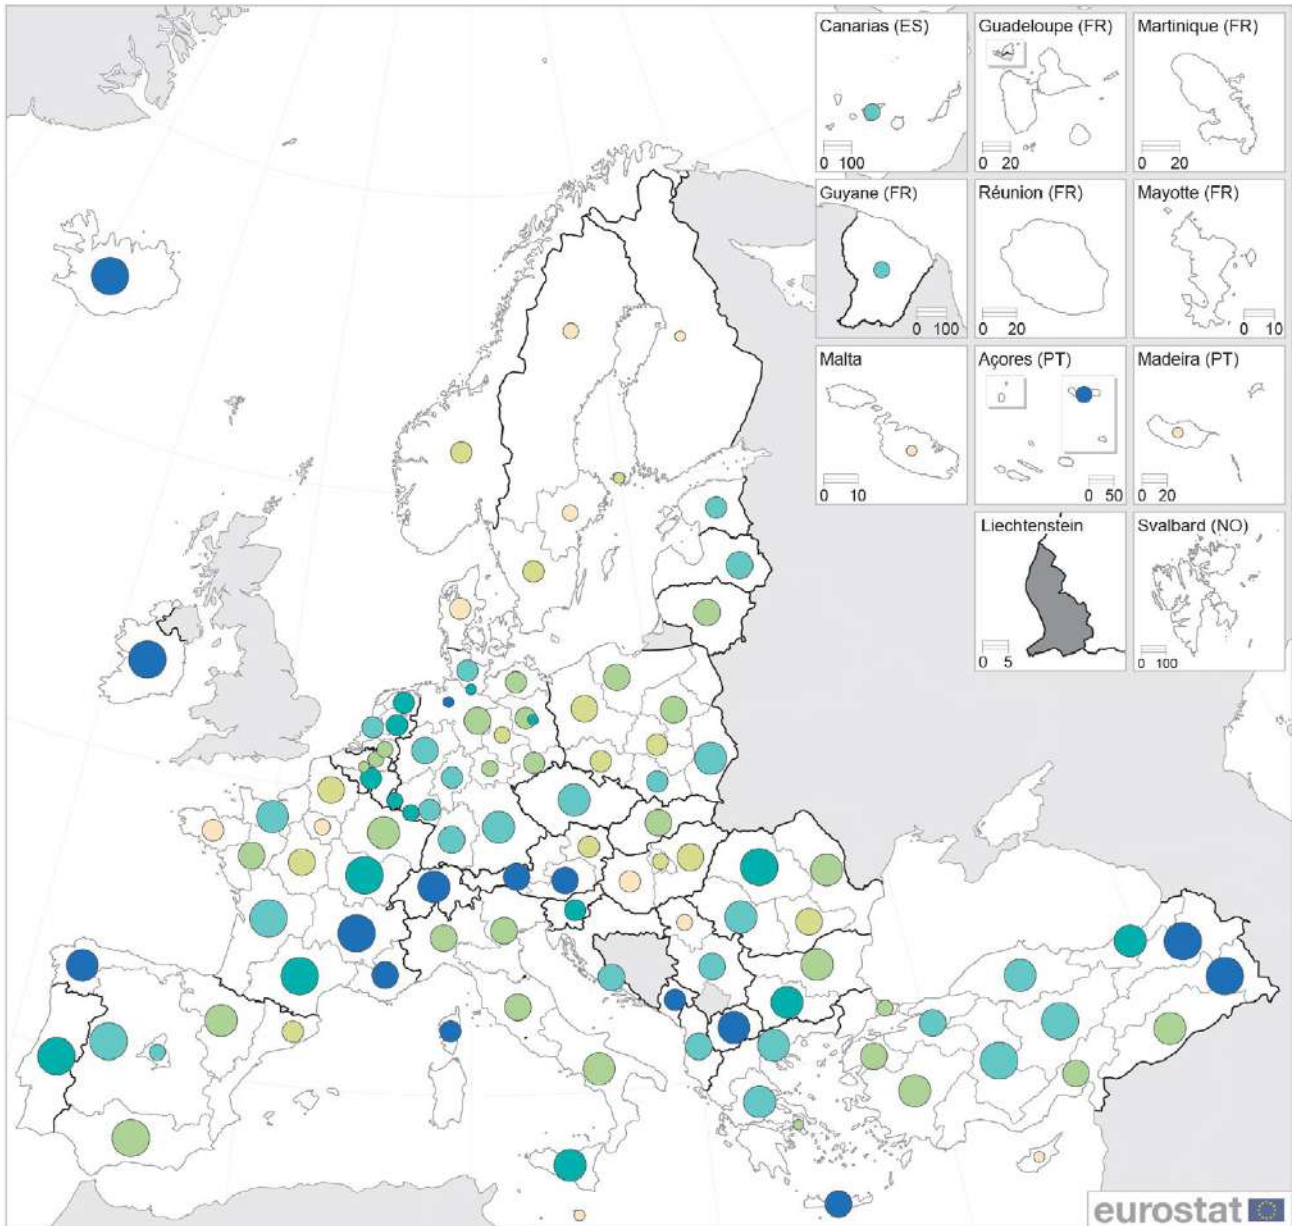 Canarias (ES)
0 100
Guadeloupe (FR)
0 20
Martinique (FR)
0 20
Guyane (FR)
0 100
Réunion (FR)
0 20
Mayotte (FR)
0 10
Malta
0 10
Açores (PT)
0 50
Madeira (PT)
0 20
Liechtenstein
0 5
Svalbard (NO)
0 100
eurostat